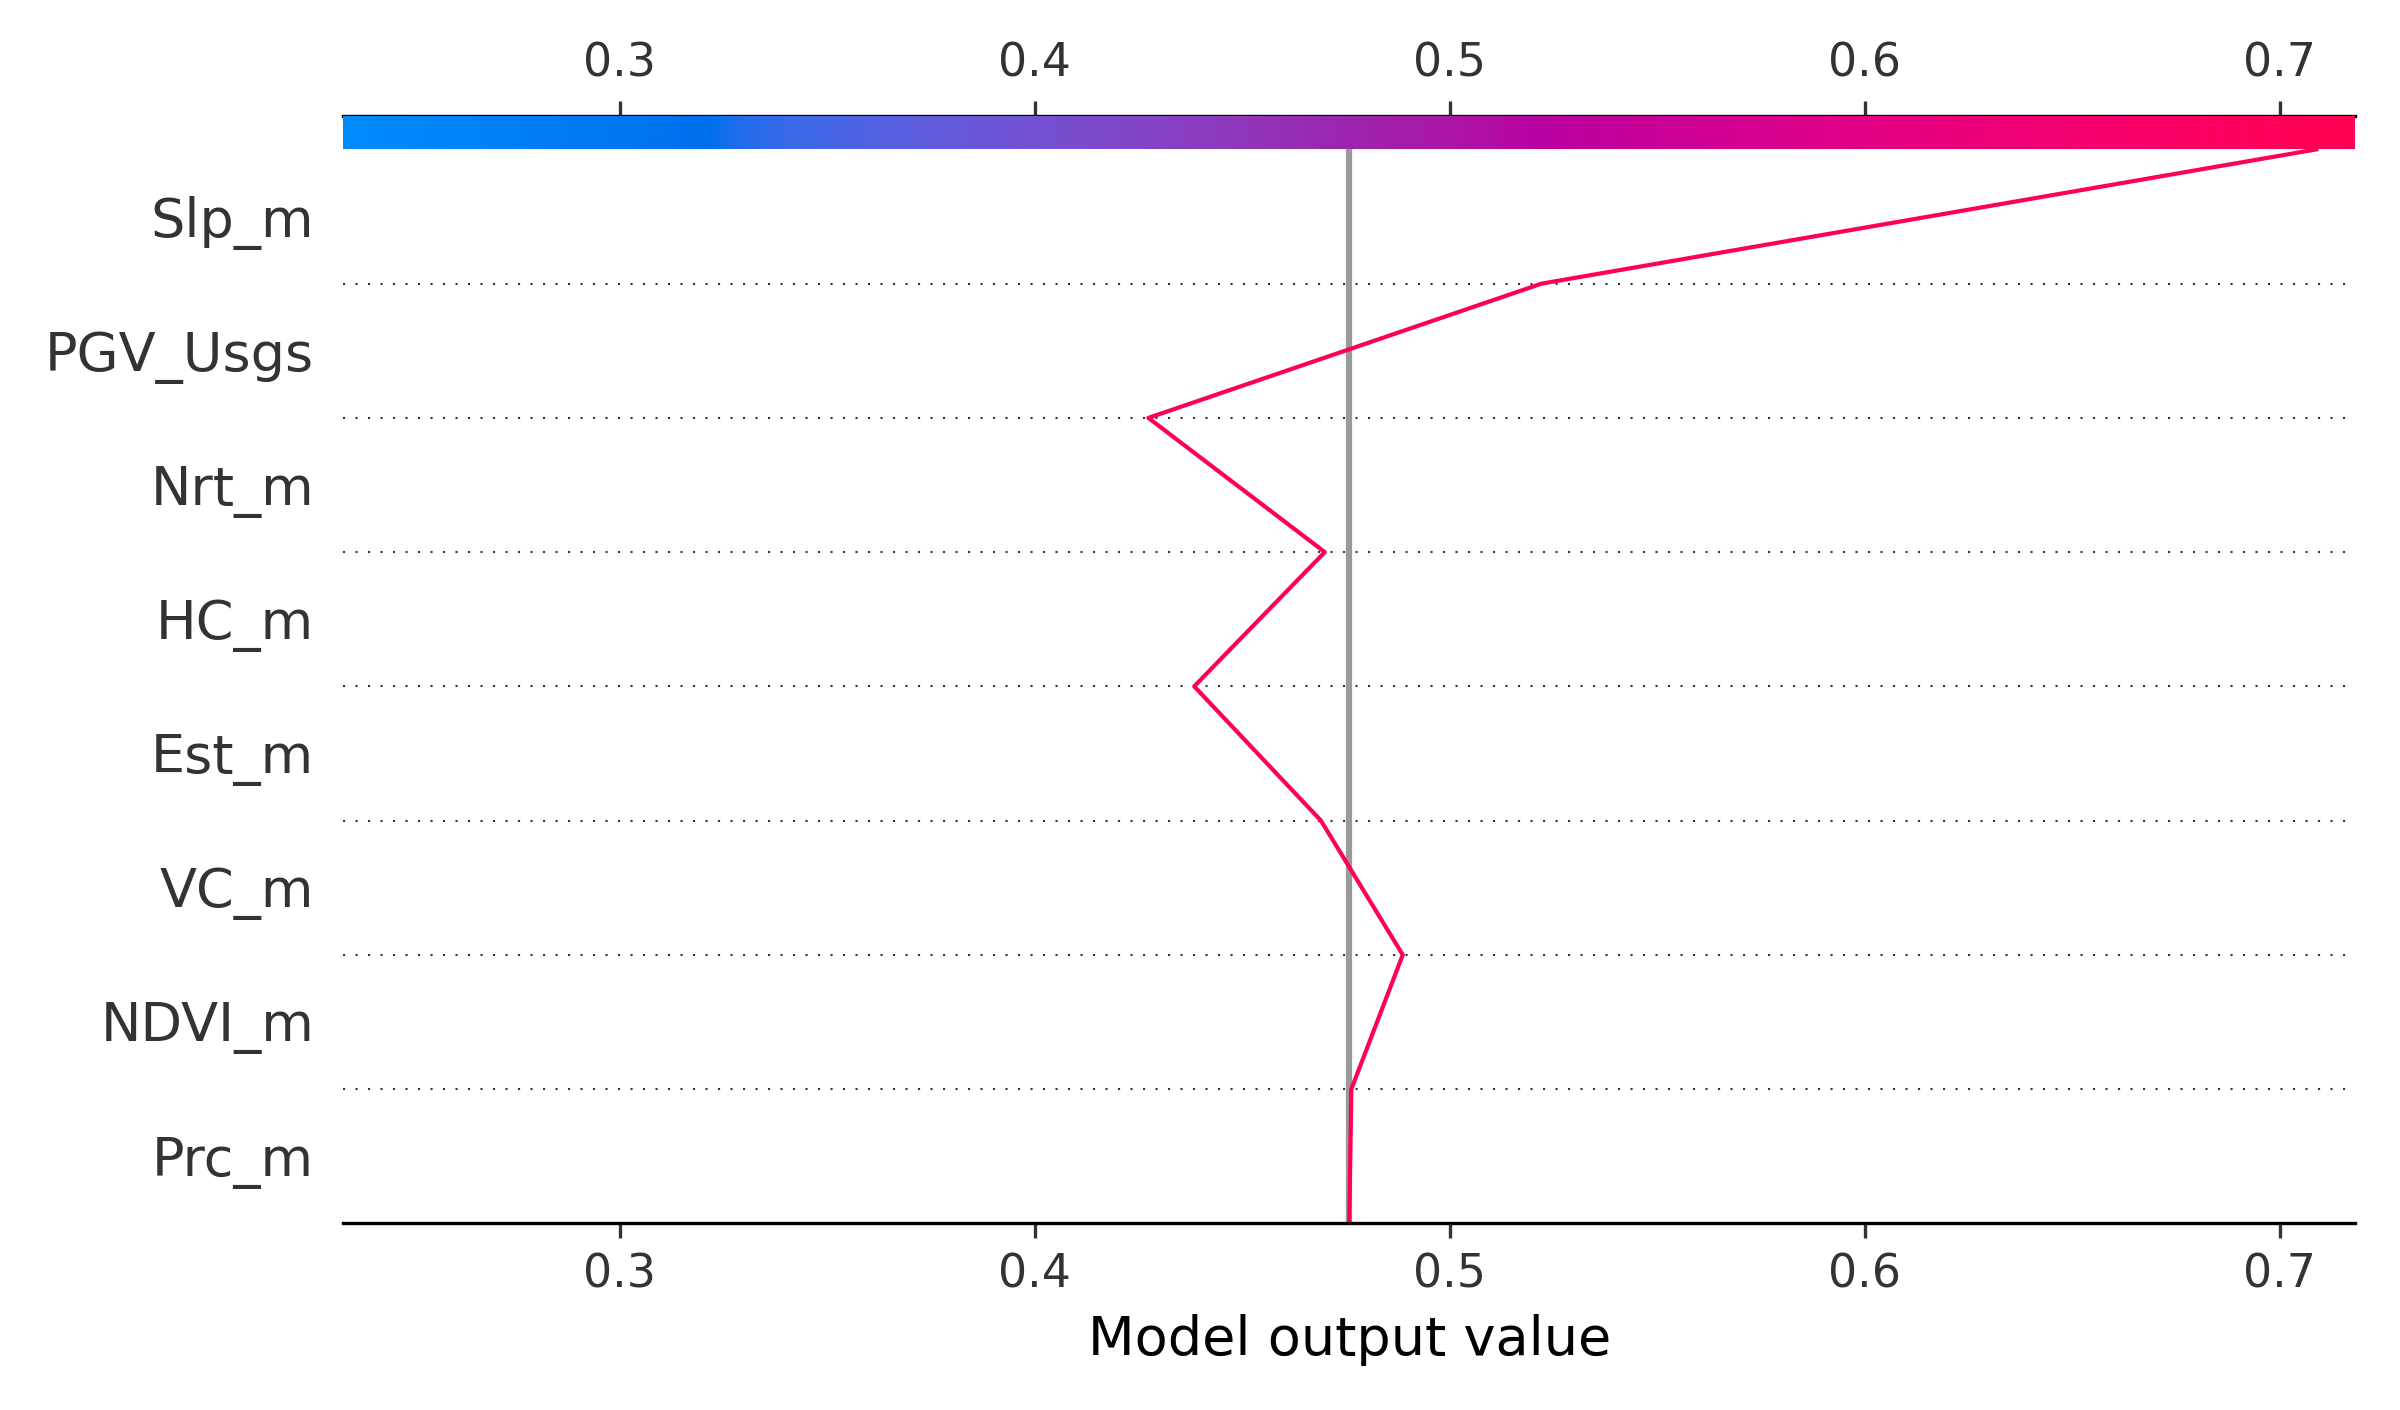 0.3 0.4 0.5 0.6 0.7
Slp_m
PGV_Usgs
Nrt_m
HC_m
Est_m
VC_m
NDVI_m
Prc_m
0.3 0.4 0.5 0.6 0.7
Model output value